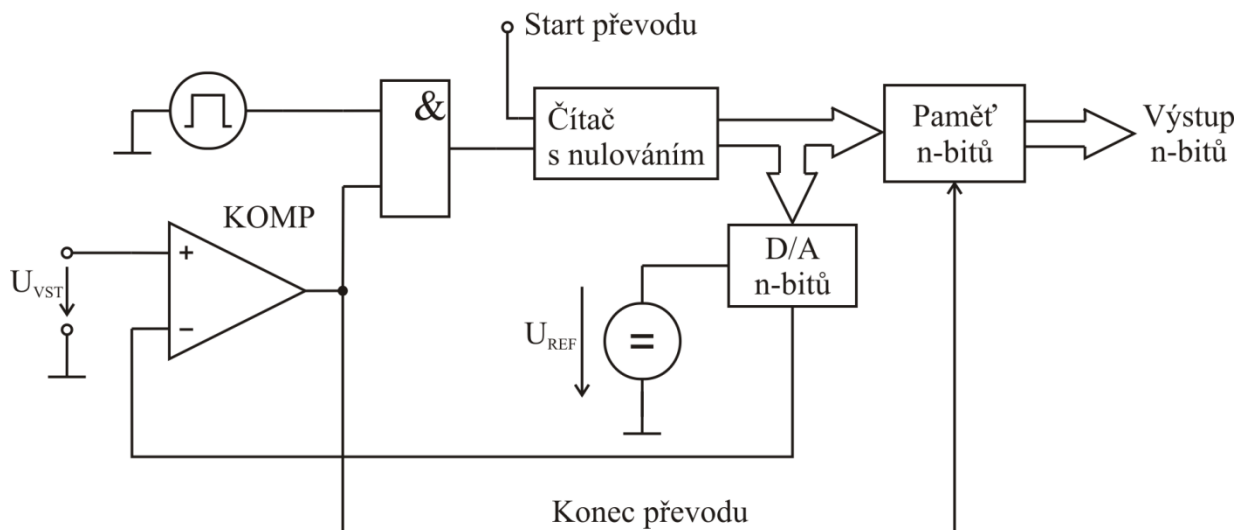 Start převodu
&
Čítač
s nulováním
Paměť
n-bitů
Výstup
n-bitů
KOMP
+
U_VST
−
D/A
n-bitů
U_REF
=
Konec převodu